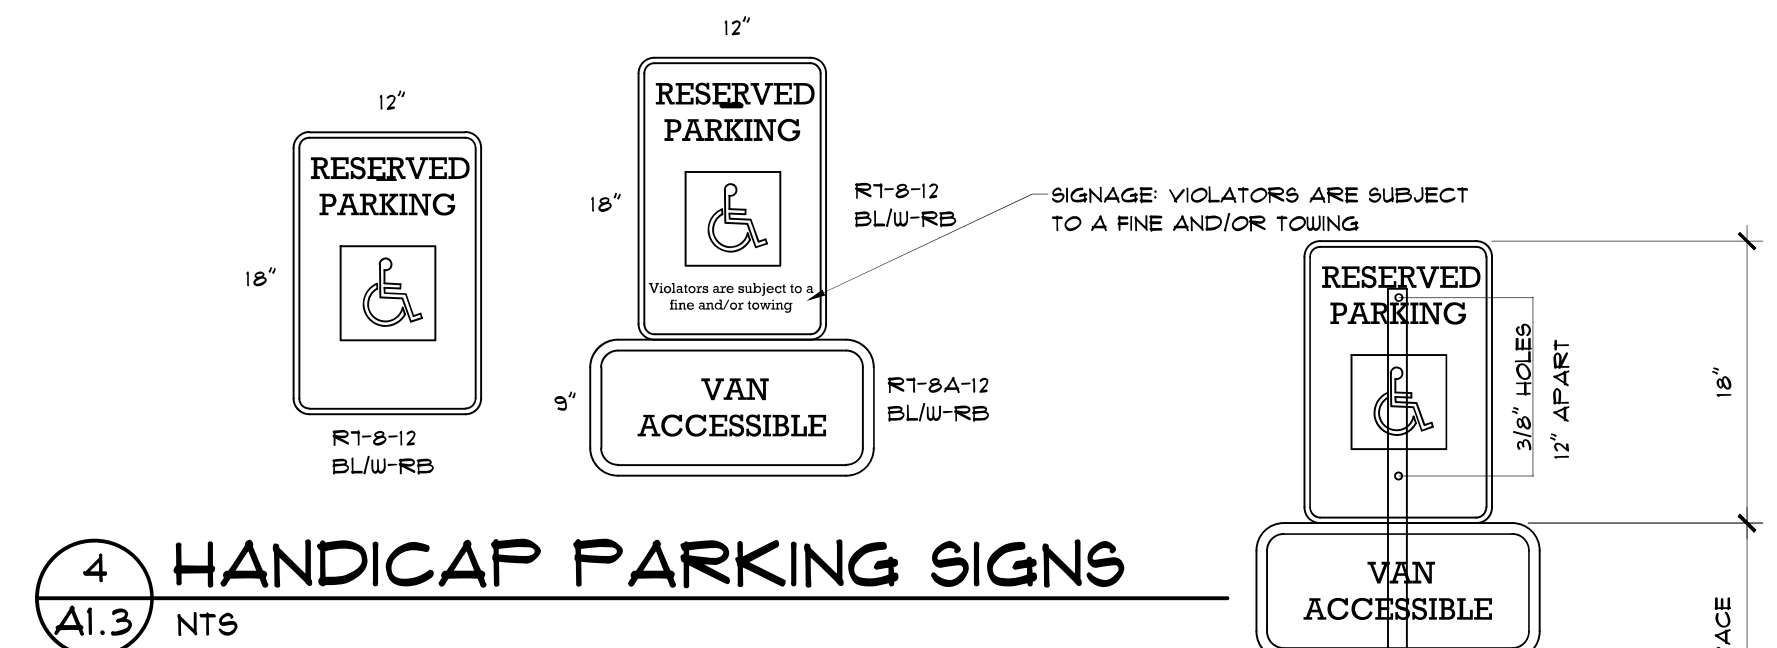 12"
RESERVED
PARKING
18"
R7-8-12
BL/W-RB
12"
RESERVED
PARKING
18"
Violators are subject to a
fine and/or towing
R7-8-12
BL/W-RB
SIGNAGE: VIOLATORS ARE SUBJECT
TO A FINE AND/OR TOWING
VAN
ACCESSIBLE
9"
R7-8A-12
BL/W-RB
RESERVED
PARKING
3/8" HOLES
12" APART
18"
VAN
ACCESSIBLE
4
A1.3
HANDICAP PARKING SIGNS
NTS